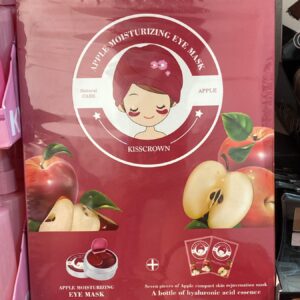 APPLE MOISTURIZING EYE MASK
Natural
CARE
APPLE
KISSCROWN
APPLE MOISTURIZING
EYE MASK
Seven pieces of Apple compact skin rejuvenation mask
A bottle of hyaluronic acid essence